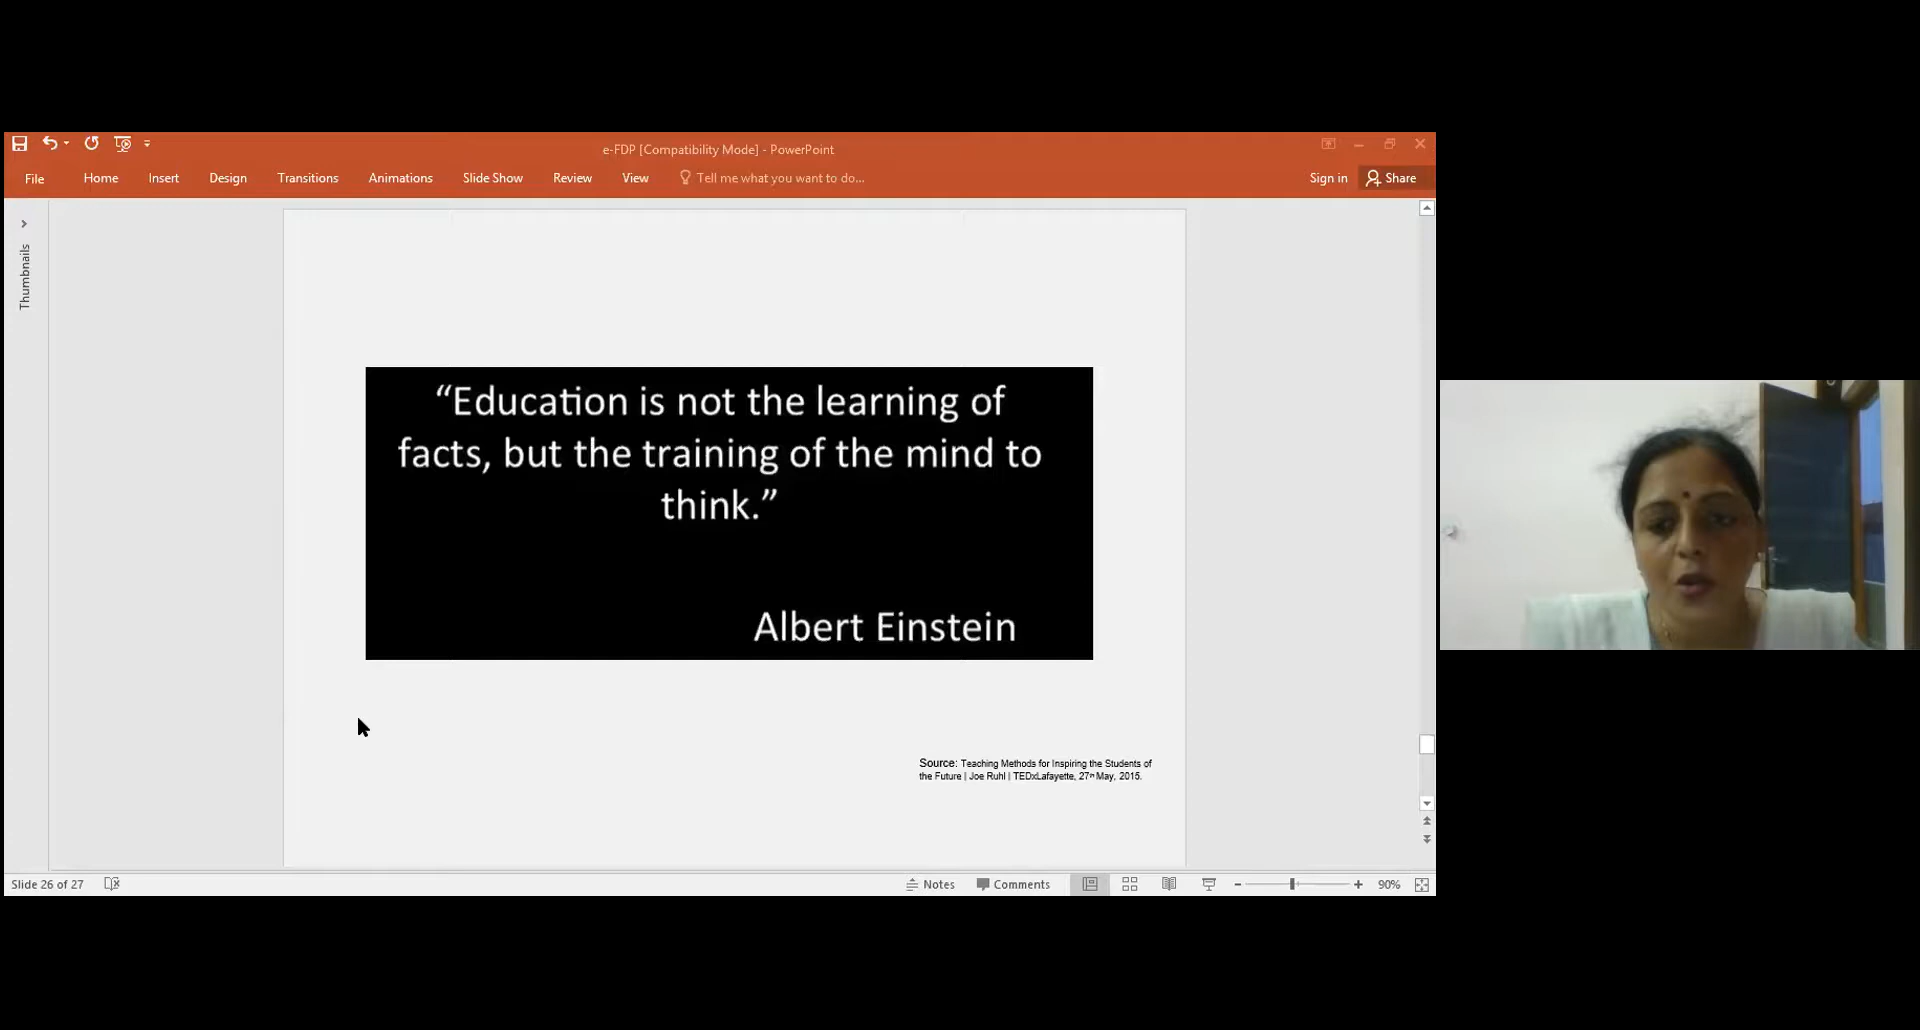 e-FDP [Compatibility Mode] - PowerPoint
File Home Insert Design Transitions Animations Slide Show Review View Tell me what you want to do... Sign in Share
Thumbnails
“Education is not the learning of
facts, but the training of the mind to
think.”
Albert Einstein
Source: Teaching Methods for Inspiring the Students of
the Future | Joe Ruhl | TEDxLafayette, 27th May, 2015.
Slide 26 of 27 Notes Comments 90%